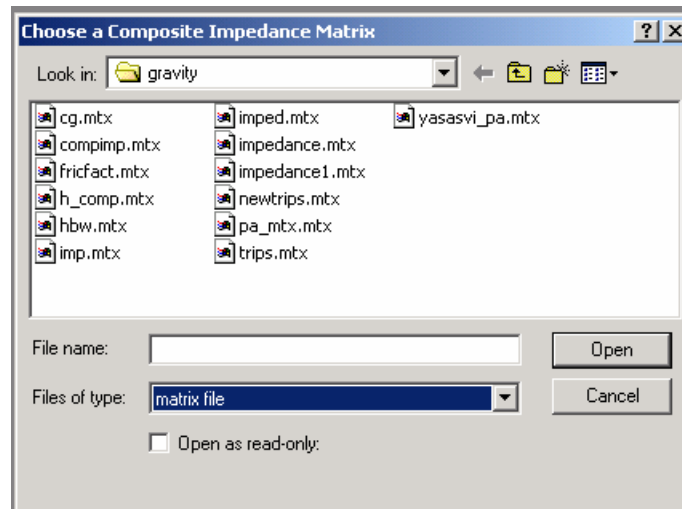 Choose a Composite Impedance Matrix
Look in: gravity
cg.mtx imped.mtx yasasvi_pa.mtx
compimp.mtx impedance.mtx
fricfact.mtx impedance1.mtx
h_comp.mtx newtrips.mtx
hbw.mtx pa_mtx.mtx
imp.mtx trips.mtx
File name: Open
Files of type: matrix file Cancel
Open as read-only: